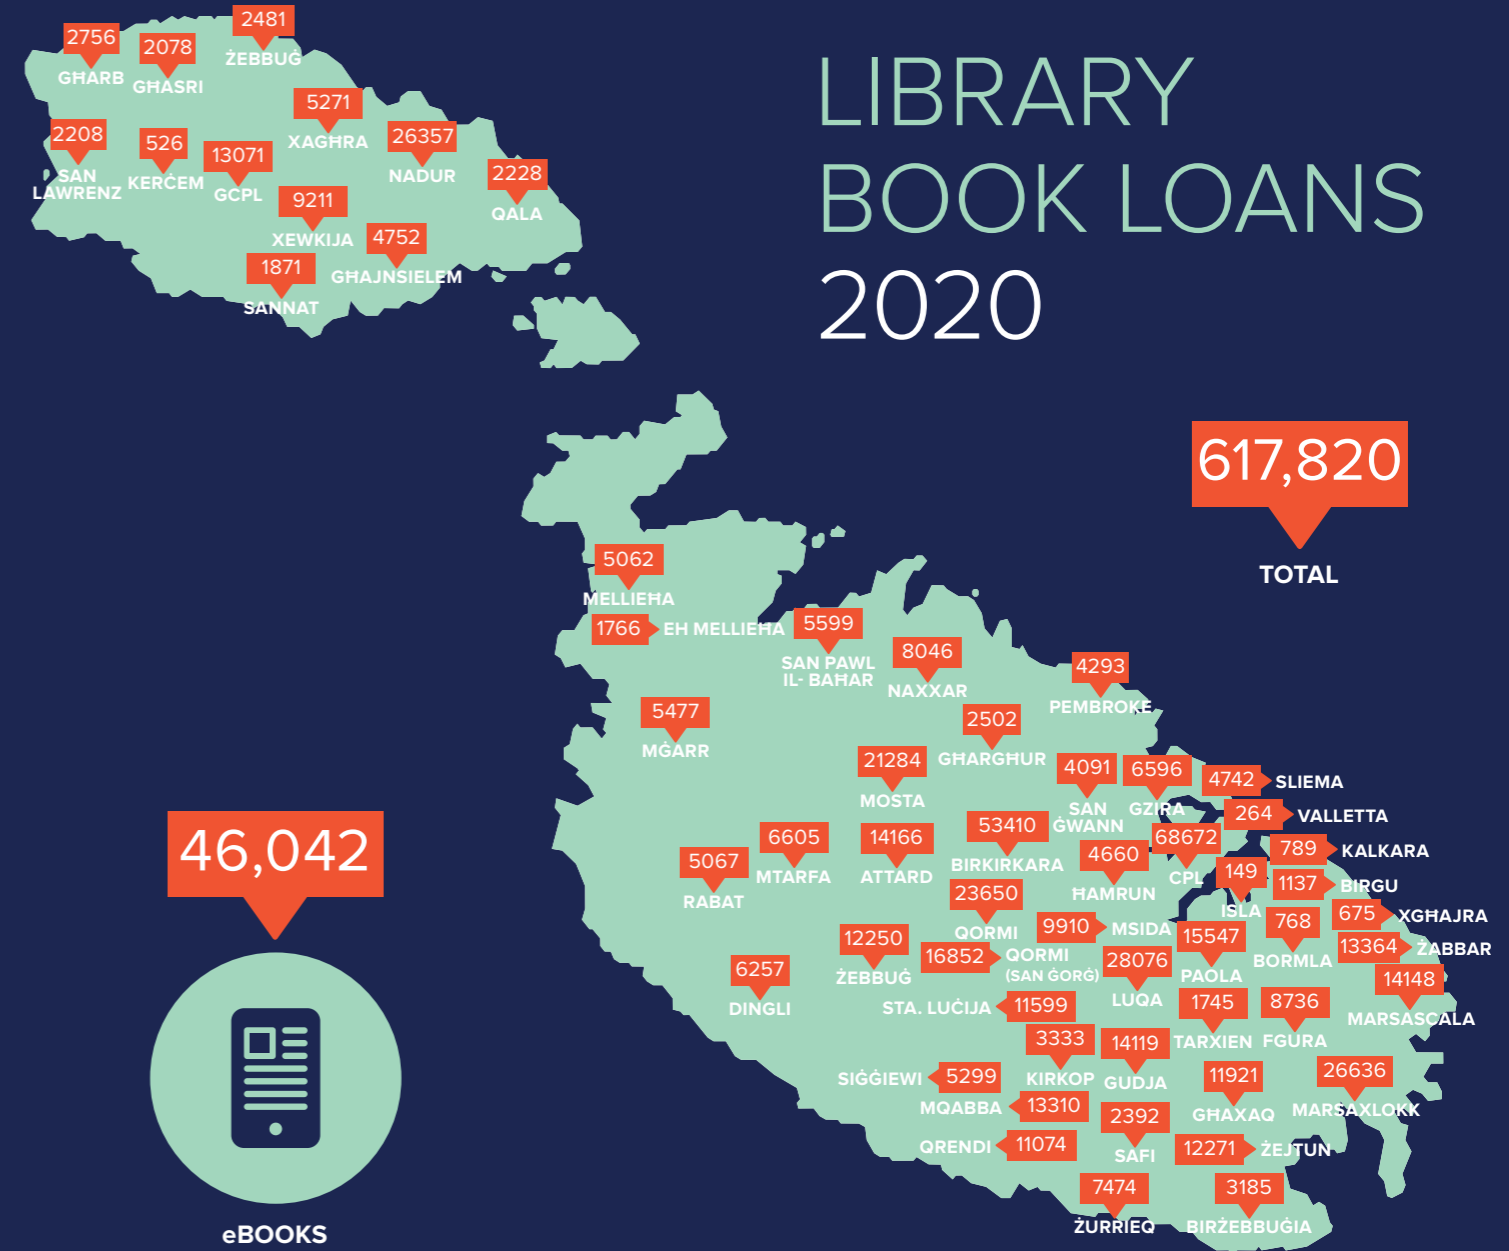 LIBRARY
BOOK LOANS
2020
2756
GĦARB
2078
GĦASRI
2481
ŻEBBUĠ
5271
XAGĦRA
26357
NADUR
2228
QALA
2208
SAN
LAWRENZ
526
KERĊEM
13071
GCPL
9211
XEWKIJA
4752
GĦAJNSIELEM
1871
SANNAT
617,820
TOTAL
5062
MELLIEĦA
1766 EH MELLIEĦA
5599
SAN PAWL
IL- BAĦAR
8046
NAXXAR
4293
PEMBROKE
5477
MĠARR
2502
GĦARGĦUR
21284
MOSTA
4091
SAN
ĠWANN
6596
GZIRA
4742 SLIEMA
264 VALLETTA
53410
BIRKIRKARA
68672
CPL
789 KALKARA
46,042
eBOOKS
5067
RABAT
6605
MTARFA
14166
ATTARD
4660
ĦAMRUN
149
ISLA
1137 BIRGU
23650
QORMI
9910 MSIDA
768
BORMLA
675 XGĦAJRA
15547
PAOLA
13364 ŻABBAR
12250
ŻEBBUĠ
16852 QORMI
(SAN ĠORĠ)
28076
LUQA
14148
MARSASCALA
6257
DINGLI
STA. LUĊIJA 11599
1745
TARXIEN
8736
FGURA
3333
KIRKOP
14119
GUDJA
SIĠĠIEWI 5299
11921
GĦAXAQ
26636
MARSAXLOKK
MQABBA 13310
2392
SAFI
QRENDI 11074
12271 ŻEJTUN
7474
ŻURRIEQ
3185
BIRŻEBBUĠIA